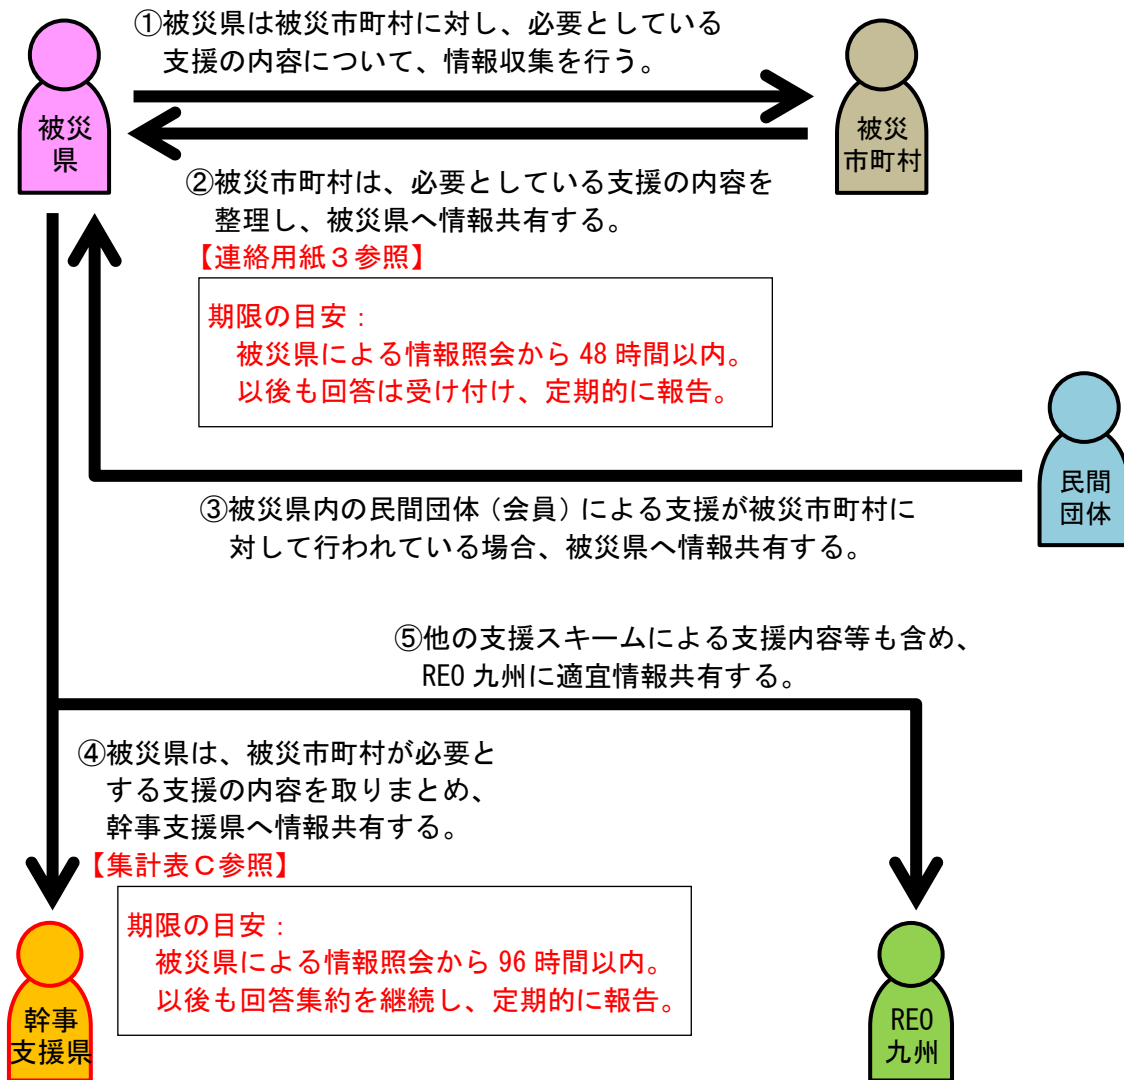 ①被災県は被災市町村に対し、必要としている
支援の内容について、情報収集を行う。
被災
県
被災
市町村
②被災市町村は、必要としている支援の内容を
整理し、被災県へ情報共有する。
【連絡用紙３参照】
期限の目安：
被災県による情報照会から 48 時間以内。
以後も回答は受け付け、定期的に報告。
民間
団体
③被災県内の民間団体（会員）による支援が被災市町村に
対して行われている場合、被災県へ情報共有する。
⑤他の支援スキームによる支援内容等も含め、
REO 九州に適宜情報共有する。
④被災県は、被災市町村が必要と
する支援の内容を取りまとめ、
幹事支援県へ情報共有する。
【集計表Ｃ参照】
期限の目安：
被災県による情報照会から 96 時間以内。
以後も回答集約を継続し、定期的に報告。
幹事
支援県
REO
九州